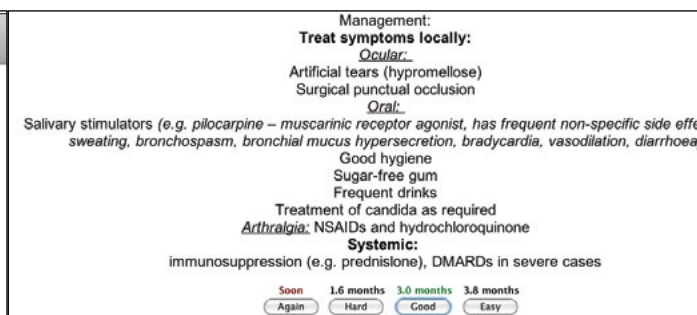 Management:
Treat symptoms locally:
Ocular:
Artificial tears (hypromellose)
Surgical punctual occlusion
Oral:
Salivary stimulators (e.g. pilocarpine – muscarinic receptor agonist, has frequent non-specific side effe
sweating, bronchospasm, bronchial mucus hypersecretion, bradycardia, vasodilation, diarrhoea
Good hygiene
Sugar-free gum
Frequent drinks
Treatment of candida as required
Arthralgia: NSAIDs and hydrochloroquinone
Systemic:
immunosuppression (e.g. prednislone), DMARDs in severe cases
Soon 1.6 months 3.0 months 3.8 months
Again Hard Good Easy